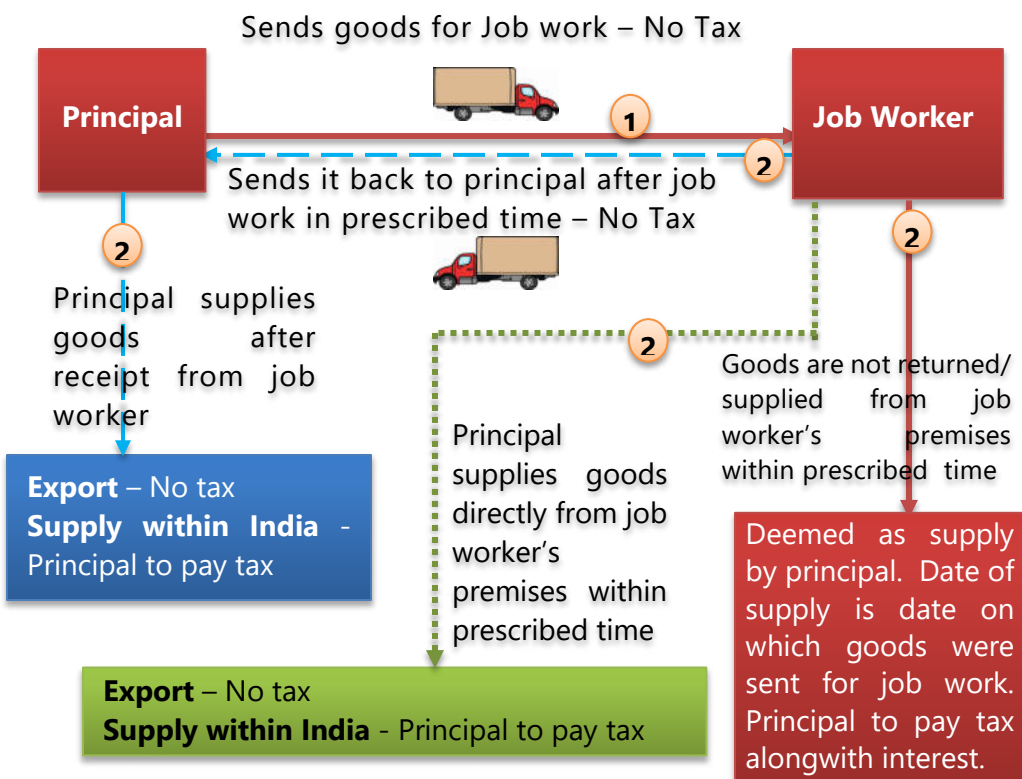 Sends goods for Job work – No Tax
Principal
1
Job Worker
2
Sends it back to principal after job
work in prescribed time – No Tax
2
Principal supplies
goods after
receipt from job
worker
2
2
Goods are not returned/
supplied from job
worker's premises
within prescribed time
Principal
supplies goods
directly from job
worker's
premises within
prescribed time
Export – No tax
Supply within India -
Principal to pay tax
Deemed as supply
by principal. Date of
supply is date on
which goods were
sent for job work.
Principal to pay tax
alongwith interest.
Export – No tax
Supply within India - Principal to pay tax